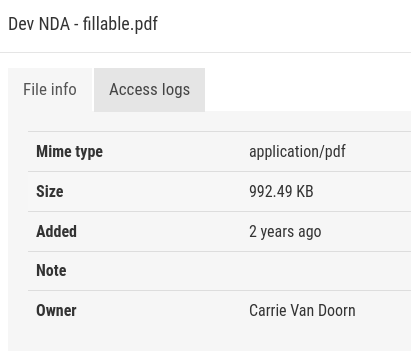 Dev NDA - fillable.pdf
File info Access logs
Mime type application/pdf
Size 992.49 KB
Added 2 years ago
Note
Owner Carrie Van Doorn